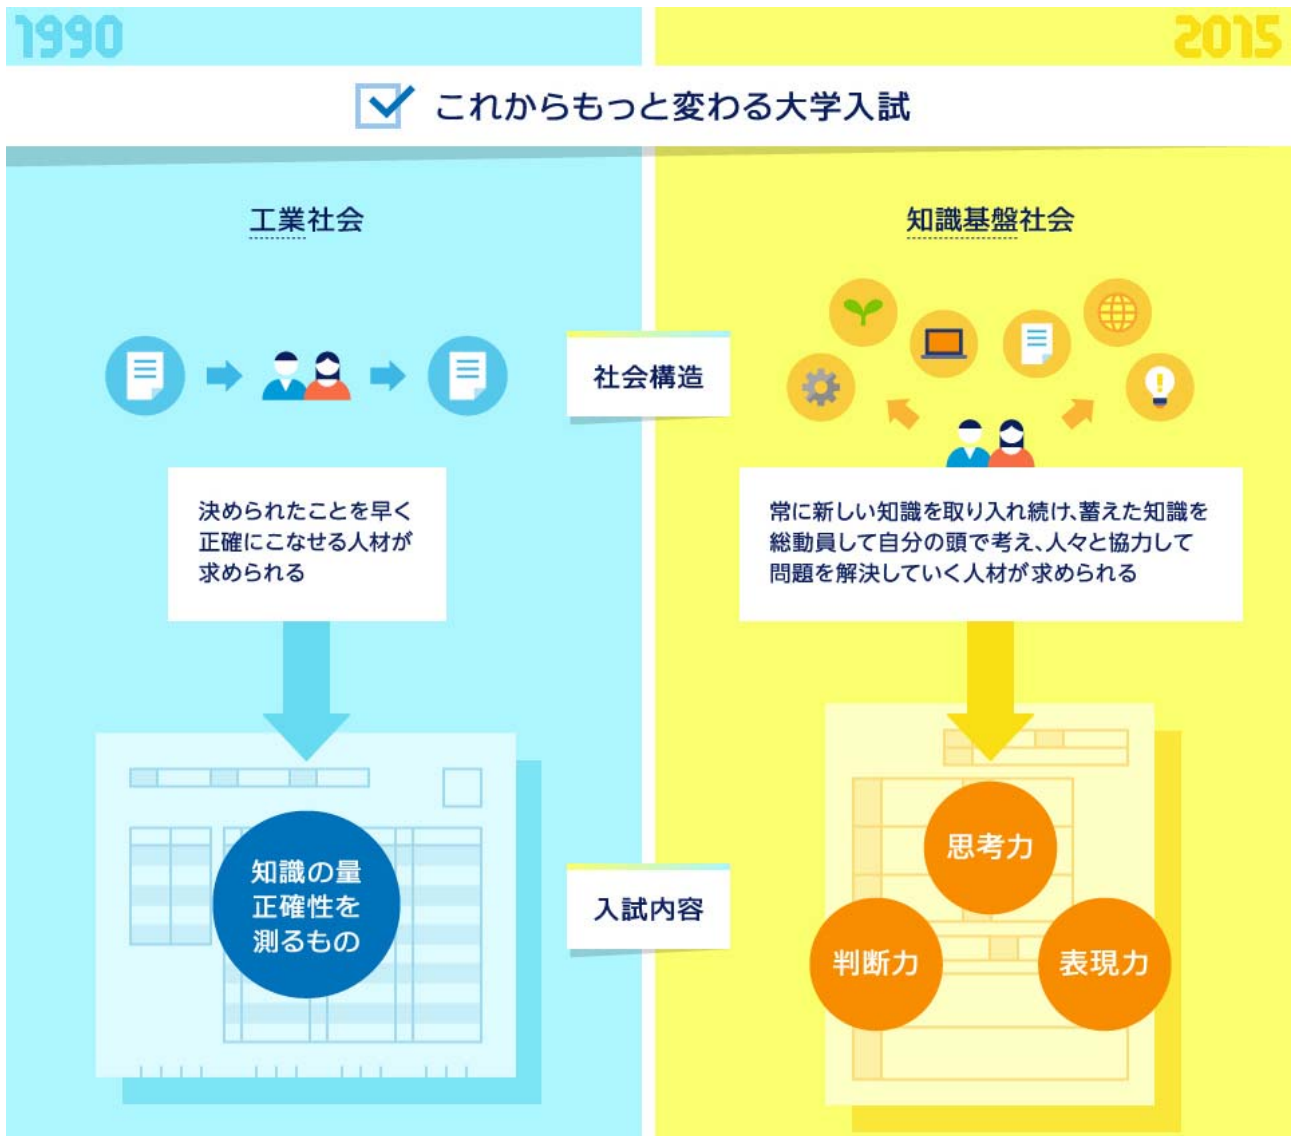 1990
2015
これからもっと変わる大学入試
工業社会
知識基盤社会
社会構造
決められたことを早く
正確にこなせる人材が
求められる
常に新しい知識を取り入れ続け、蓄えた知識を
総動員して自分の頭で考え、人々と協力して
問題を解決していく人材が求められる
入試内容
知識の量
正確性を
測るもの
思考力
判断力
表現力